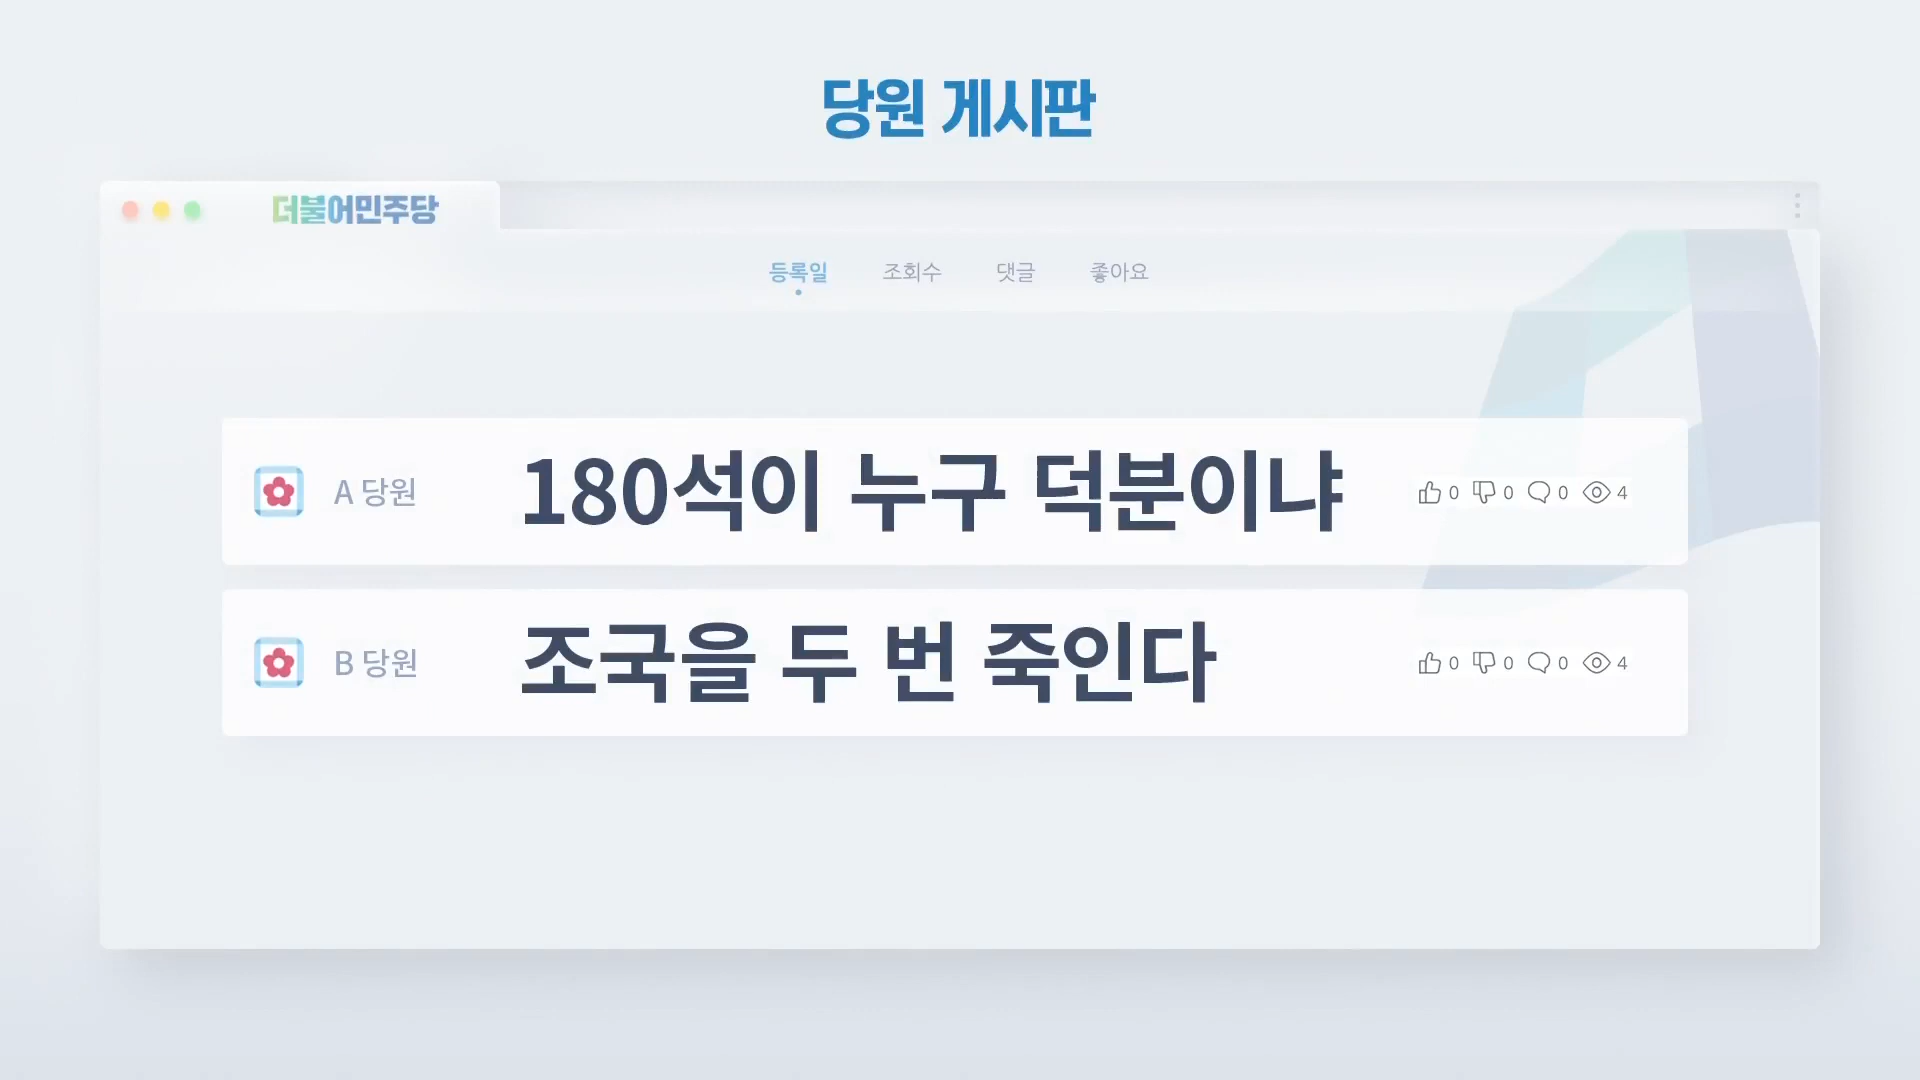 당원 게시판
더불어민주당
등록일 조회수 댓글 좋아요
A 당원 180석이 누구 덕분이냐 0 0 0 4
B 당원 조국을 두 번 죽인다 0 0 0 4